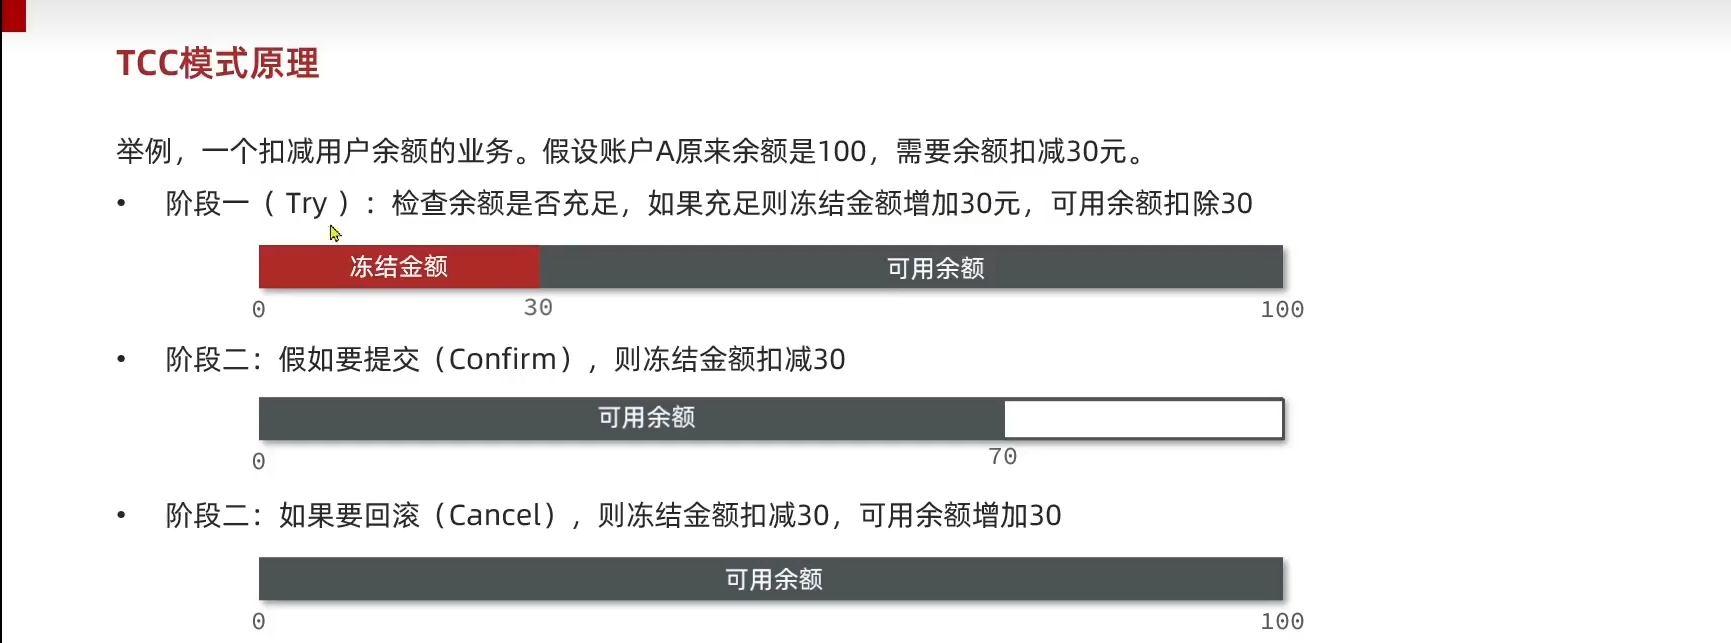 TCC模式原理
举例，一个扣减用户余额的业务。假设账户A原来余额是100，需要余额扣减30元。
• 阶段一（ Try ）：检查余额是否充足，如果充足则冻结金额增加30元，可用余额扣除30
冻结金额 可用余额
0 30 100
• 阶段二：假如要提交（Confirm），则冻结金额扣减30
可用余额
0 70
• 阶段二：如果要回滚（Cancel），则冻结金额扣减30，可用余额增加30
可用余额
0 100